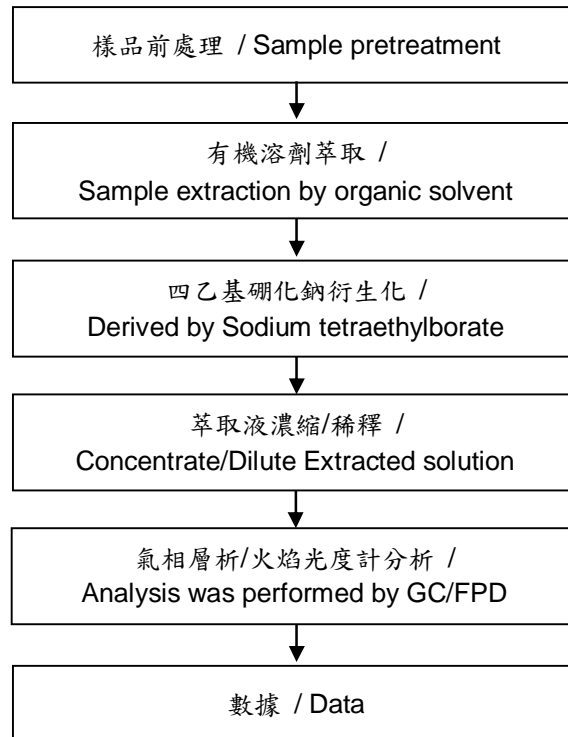 樣品前處理 / Sample pretreatment
有機溶劑萃取 /
Sample extraction by organic solvent
四乙基硼化鈉衍生化 /
Derived by Sodium tetraethylborate
萃取液濃縮/稀釋 /
Concentrate/Dilute Extracted solution
氣相層析/火焰光度計分析 /
Analysis was performed by GC/FPD
數據 / Data